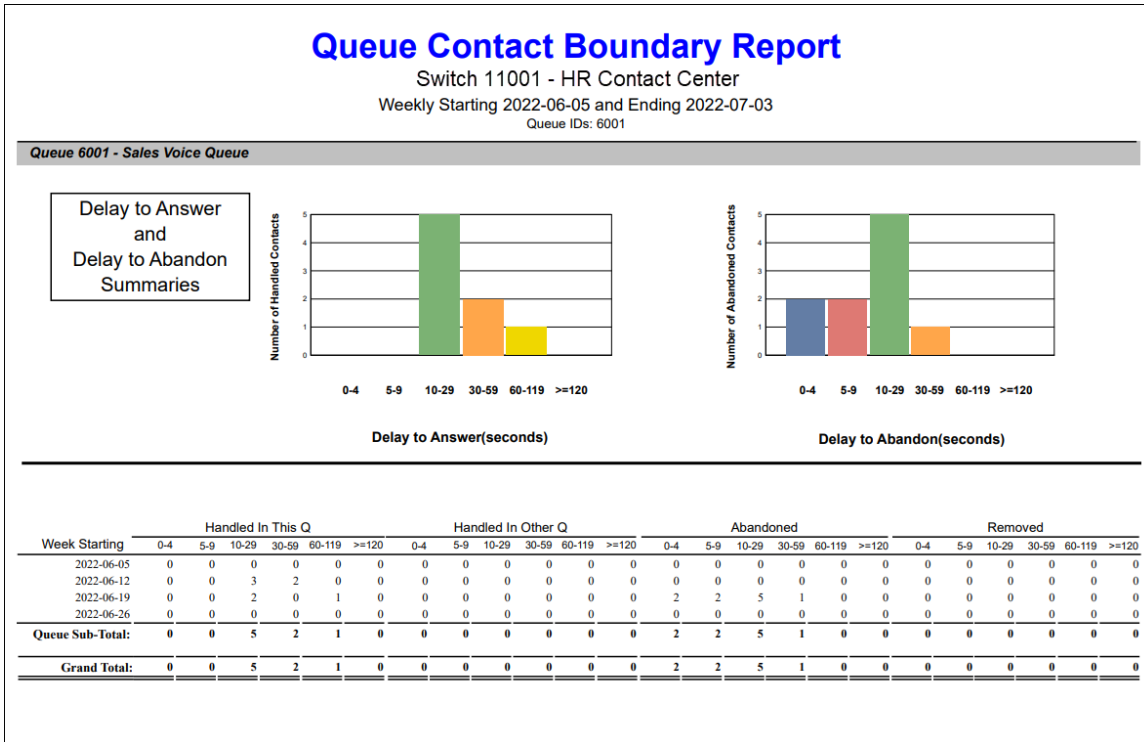 Queue Contact Boundary Report
Switch 11001 - HR Contact Center
Weekly Starting 2022-06-05 and Ending 2022-07-03
Queue IDs: 6001
Queue 6001 - Sales Voice Queue
Delay to Answer
and
Delay to Abandon
Summaries
Number of Handled Contacts
5
4
3
2
1
0
0-4 5-9 10-29 30-59 60-119 >=120
Delay to Answer(seconds)
Number of Abandoned Contacts
5
4
3
2
1
0
0-4 5-9 10-29 30-59 60-119 >=120
Delay to Abandon(seconds)
Handled In This Q Handled In Other Q Abandoned Removed
Week Starting 0-4 5-9 10-29 30-59 60-119 >=120 0-4 5-9 10-29 30-59 60-119 >=120 0-4 5-9 10-29 30-59 60-119 >=120 0-4 5-9 10-29 30-59 60-119 >=120
2022-06-05 0 0 0 0 0 0 0 0 0 0 0 0 0 0 0 0 0 0 0 0 0 0 0 0
2022-06-12 0 0 3 2 0 0 0 0 0 0 0 0 0 0 0 0 0 0 0 0 0 0 0 0
2022-06-19 0 0 2 0 1 0 0 0 0 0 0 0 2 2 5 1 0 0 0 0 0 0 0 0
2022-06-26 0 0 0 0 0 0 0 0 0 0 0 0 0 0 0 0 0 0 0 0 0 0 0 0
Queue Sub-Total: 0 0 5 2 1 0 0 0 0 0 0 0 2 2 5 1 0 0 0 0 0 0 0 0
Grand Total: 0 0 5 2 1 0 0 0 0 0 0 0 2 2 5 1 0 0 0 0 0 0 0 0